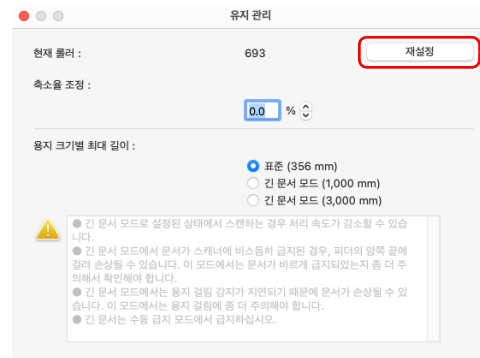 유지 관리
현재 롤러 : 693 재설정
축소율 조정 :
0.0 %
용지 크기별 최대 길이 :
표준 (356 mm)
긴 문서 모드 (1,000 mm)
긴 문서 모드 (3,000 mm)
● 긴 문서 모드로 설정된 상태에서 스캔하는 경우 처리 속도가 감소할 수 있습
니다.
● 긴 문서 모드에서 문서가 스캐너에 비스듬히 급지된 경우, 피더의 양쪽 끝에
걸려 손상될 수 있습니다. 이 모드에서는 문서가 바르게 급지되었는지 좀 더 주
의해서 확인해야 합니다.
● 긴 문서 모드에서는 용지 걸림 감지가 지연되기 때문에 문서가 손상될 수 있
습니다. 이 모드에서는 용지 걸림에 좀 더 주의해야 합니다.
● 긴 문서는 수동 급지 모드에서 급지하십시오.